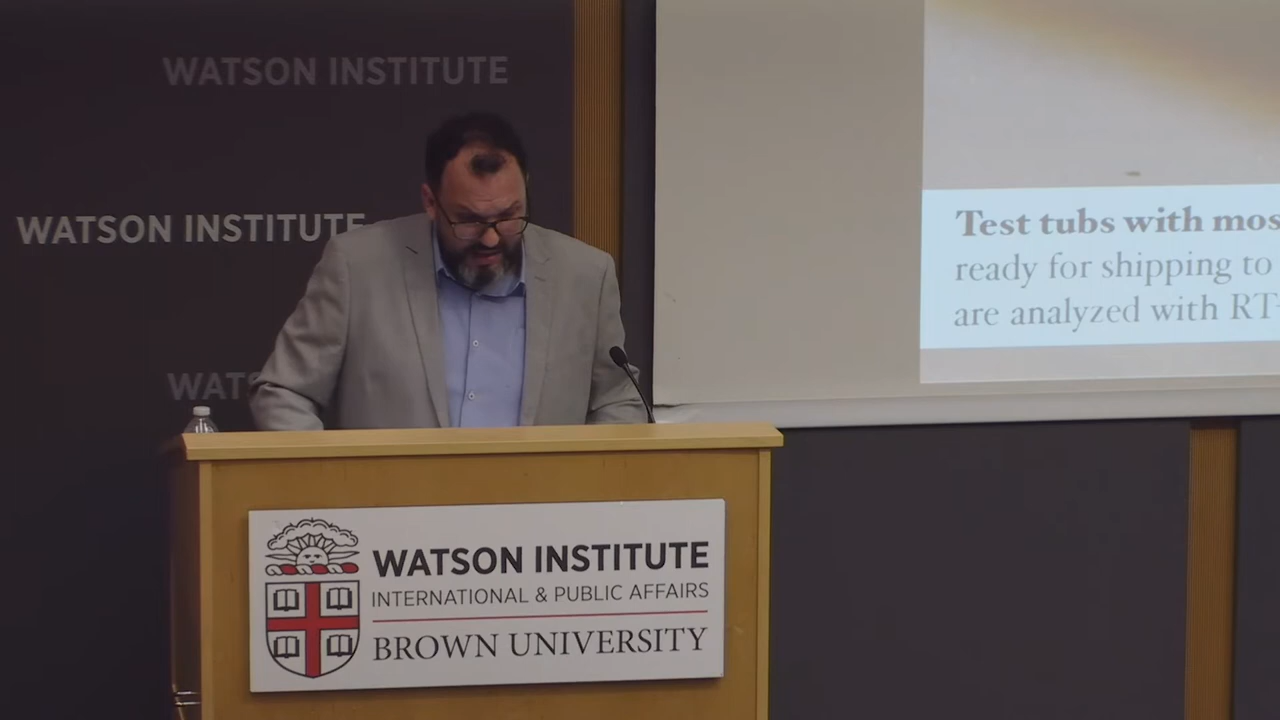 WATSON INSTITUTE
WATSON INSTITUTE
WATS
Test tubs with mos
ready for shipping to
are analyzed with RT-
WATSON INSTITUTE
INTERNATIONAL & PUBLIC AFFAIRS
BROWN UNIVERSITY